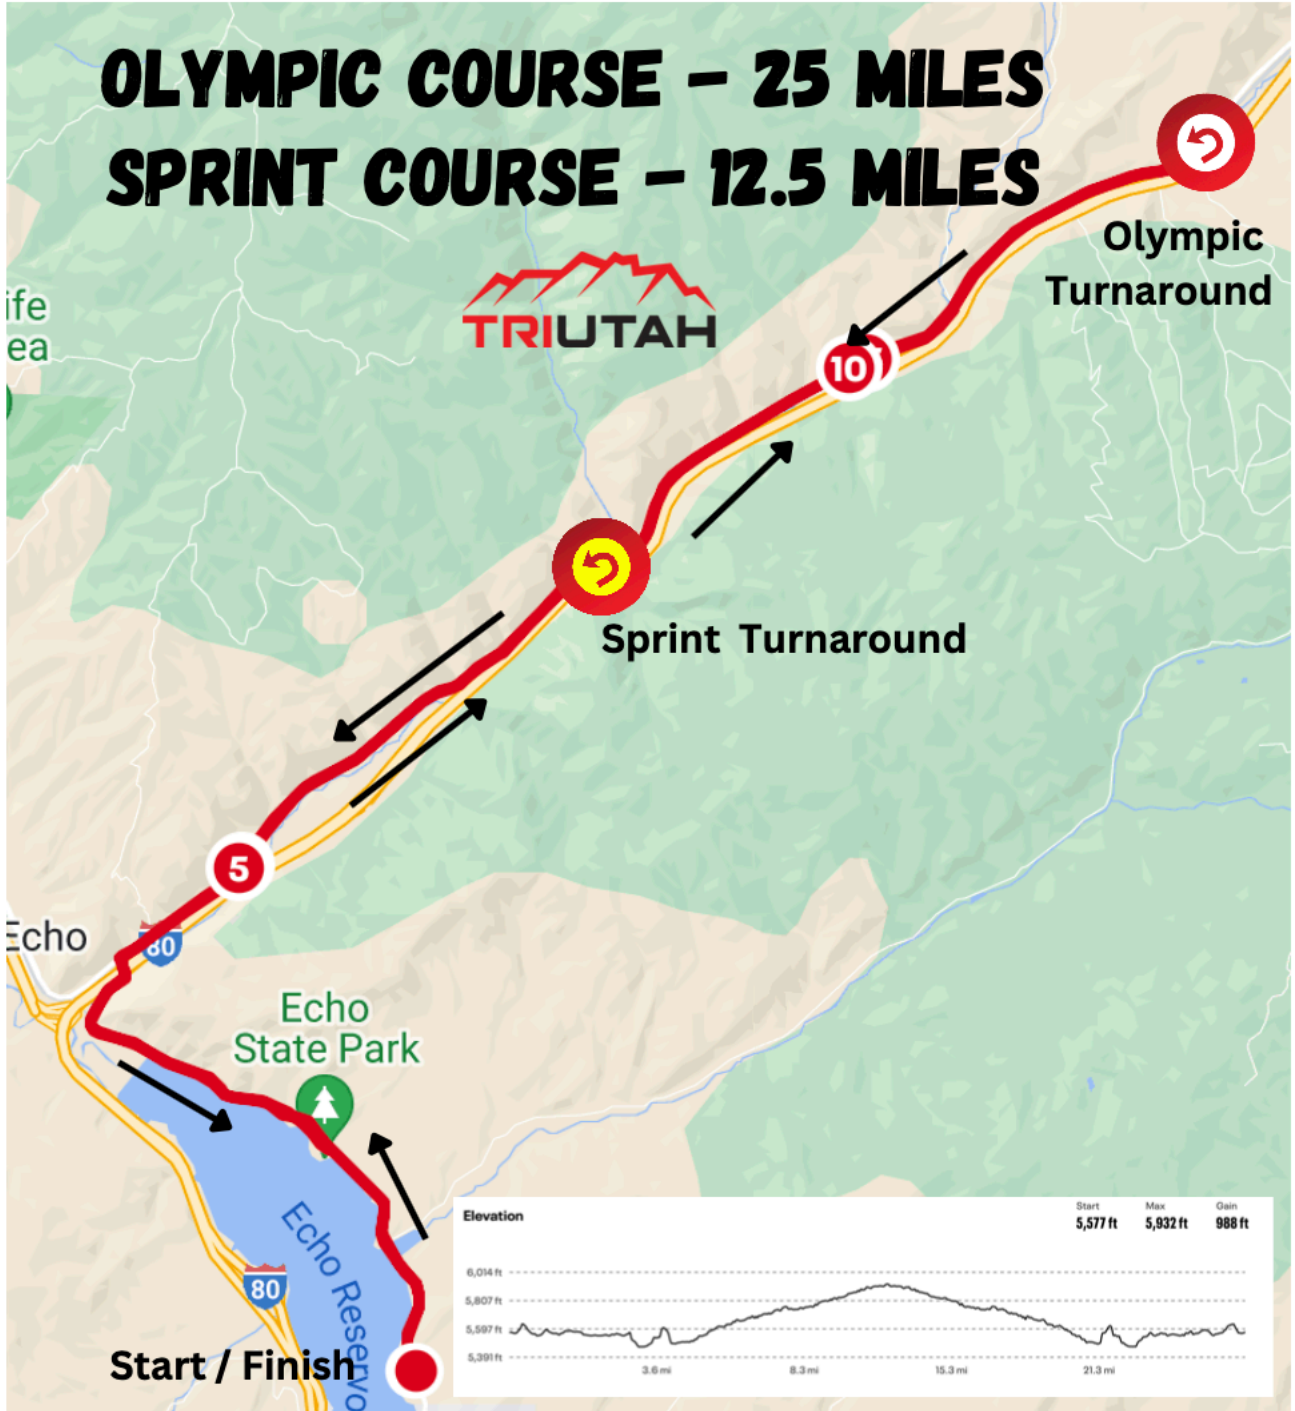 OLYMPIC COURSE – 25 MILES
SPRINT COURSE – 12.5 MILES
Olympic
Turnaround
ife
ea
TRIUTAH
10
Sprint Turnaround
5
Echo
80
Echo
State Park
Echo Reservo
80
Start / Finish
Elevation
Start Max Gain
5,577 ft 5,932 ft 988 ft
6,014 ft
5,807 ft
5,597 ft
5,391 ft
3.6 mi 8.3 mi 15.3 mi 21.3 mi